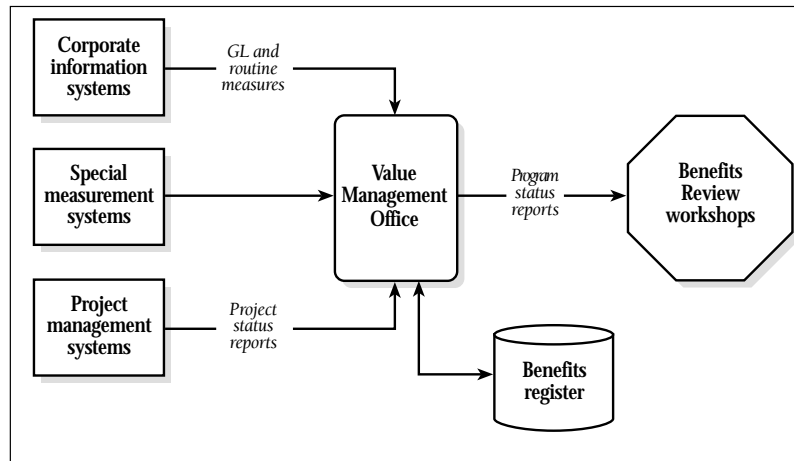 Corporate
information
systems
GL and
routine
measures
Special
measurement
systems
Value
Management
Office
Program
status
reports
Benefits
Review
workshops
Project
management
systems
Project
status
reports
Benefits
register